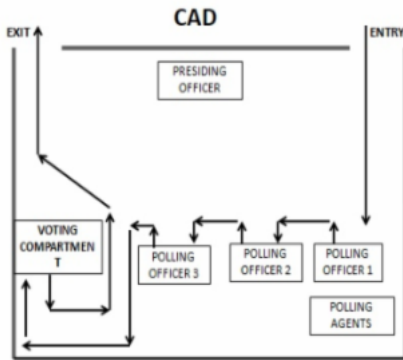 CAD
EXIT
ENTRY
PRESIDING
OFFICER
VOTING
COMPARTMEN
T
POLLING
OFFICER 3
POLLING
OFFICER 2
POLLING
OFFICER 1
POLLING
AGENTS